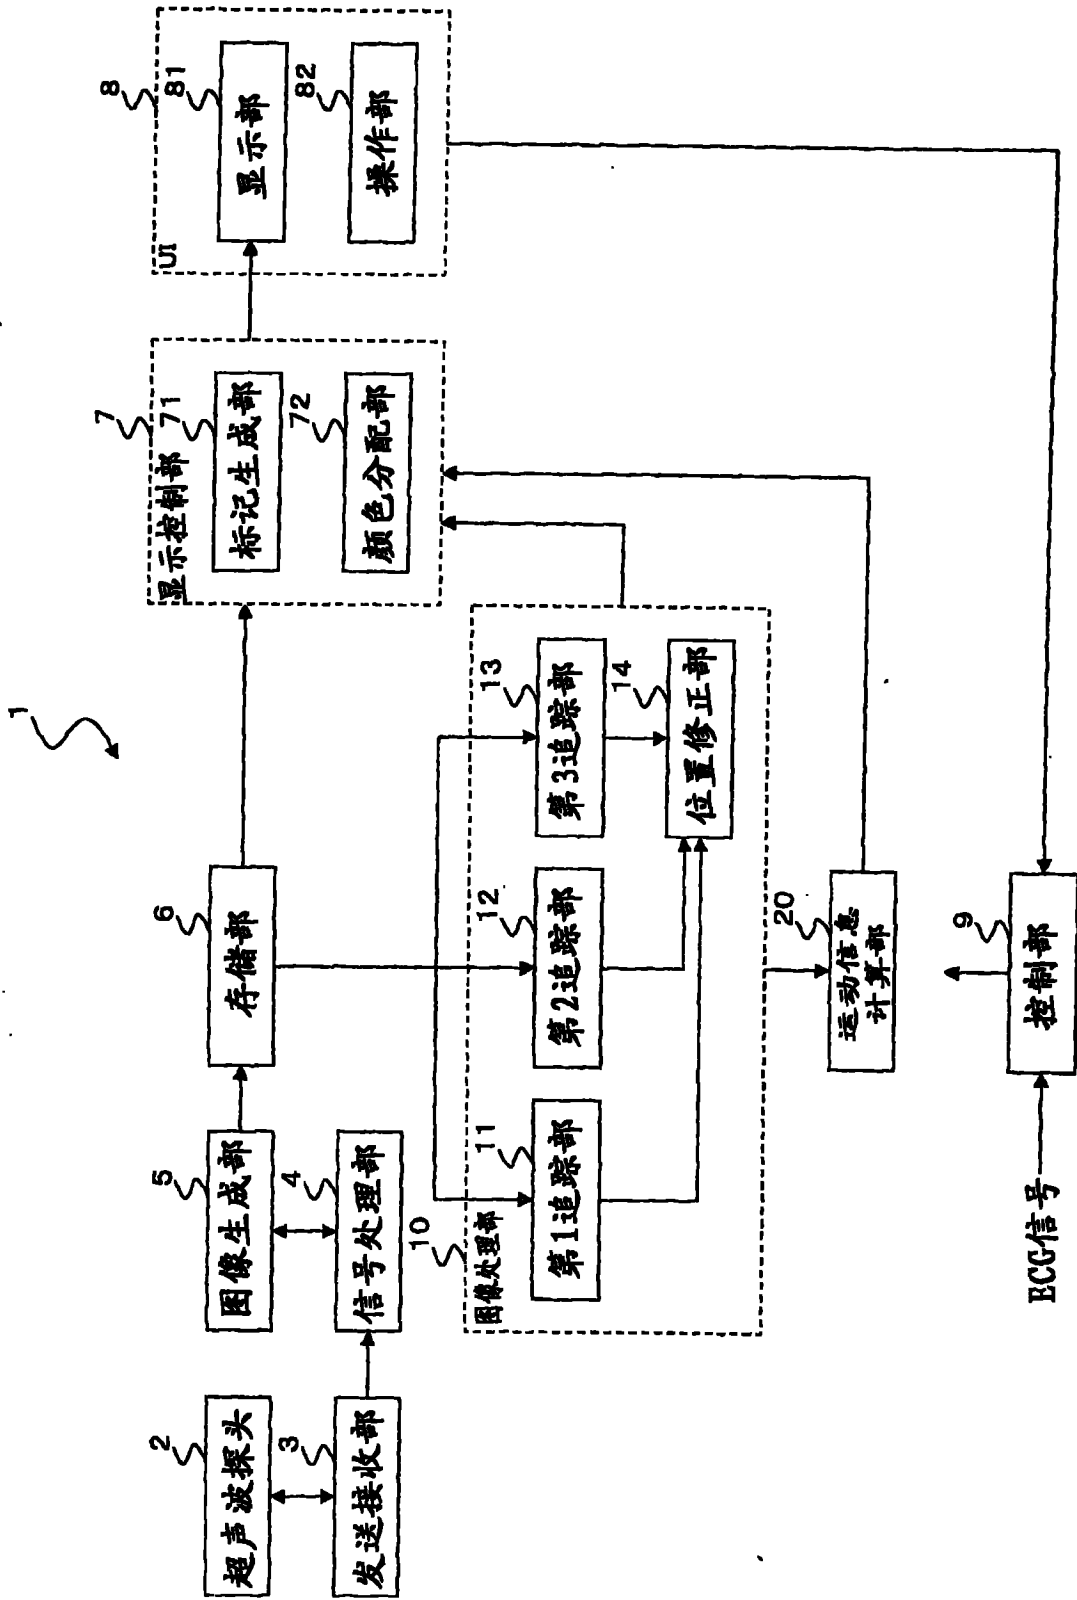 1
2
超声波探头
3
发送接收部
5
图像生成部
4
信号处理部
6
存储部
7
显示控制部
71
标记生成部
72
颜色分配部
8
UI
81
显示部
82
操作部
10
图像处理部
11
第1追踪部
12
第2追踪部
13
第3追踪部
14
位置修正部
20
运动信息
计算部
9
控制部
ECG信号